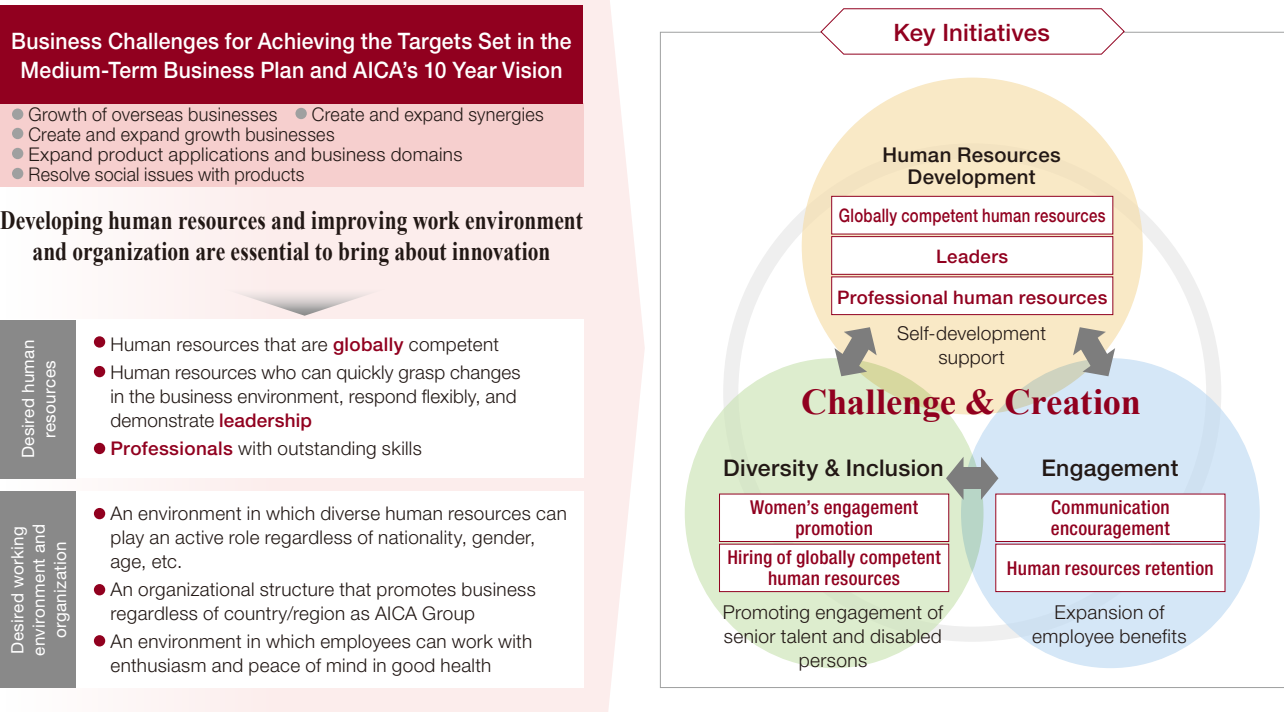 Business Challenges for Achieving the Targets Set in the
Medium-Term Business Plan and AICA's 10 Year Vision
● Growth of overseas businesses ● Create and expand synergies
● Create and expand growth businesses
● Expand product applications and business domains
● Resolve social issues with products
Developing human resources and improving work environment
and organization are essential to bring about innovation
Desired human
resources
● Human resources that are globally competent
● Human resources who can quickly grasp changes
in the business environment, respond flexibly, and
demonstrate leadership
● Professionals with outstanding skills
Desired working
environment and
organization
● An environment in which diverse human resources can
play an active role regardless of nationality, gender,
age, etc.
● An organizational structure that promotes business
regardless of country/region as AICA Group
● An environment in which employees can work with
enthusiasm and peace of mind in good health
Key Initiatives
Human Resources
Development
Globally competent human resources
Leaders
Professional human resources
Self-development
support
Challenge & Creation
Diversity & Inclusion
Women's engagement
promotion
Hiring of globally competent
human resources
Promoting engagement of
senior talent and disabled
persons
Engagement
Communication
encouragement
Human resources retention
Expansion of
employee benefits